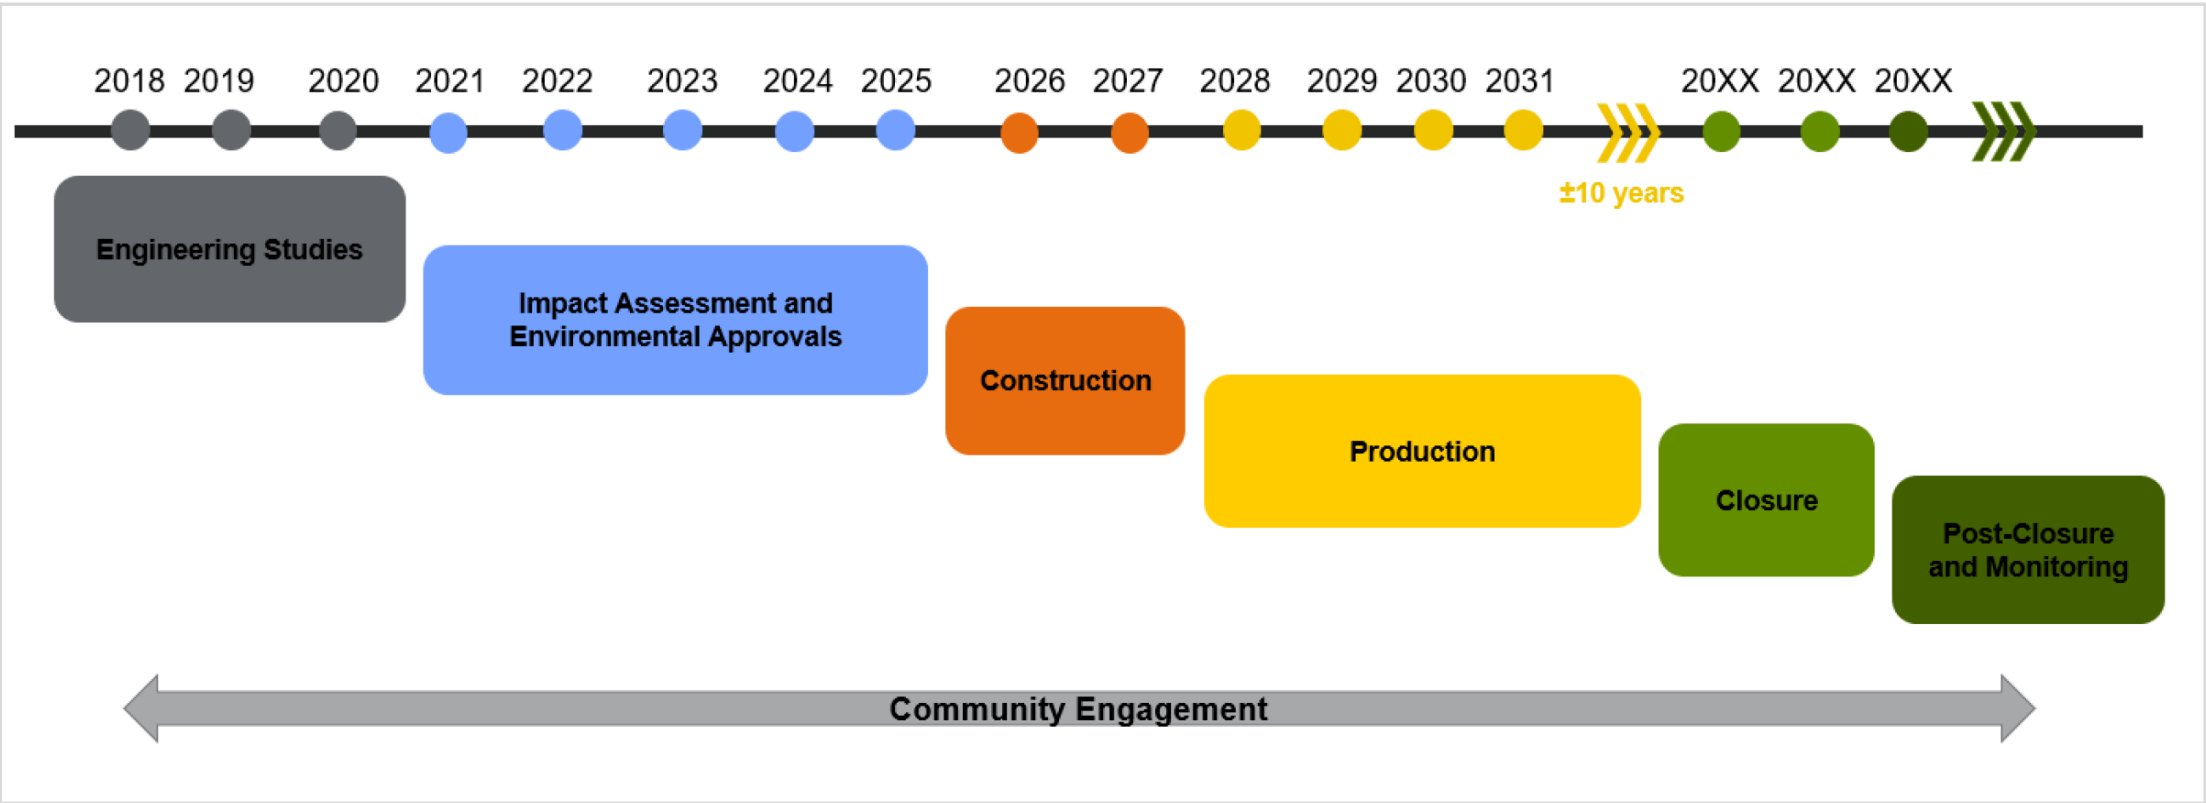 2018 2019 2020 2021 2022 2023 2024 2025 2026 2027 2028 2029 2030 2031 20XX 20XX 20XX
±10 years
Engineering Studies
Impact Assessment and
Environmental Approvals
Construction
Production
Closure
Post-Closure
and Monitoring
Community Engagement